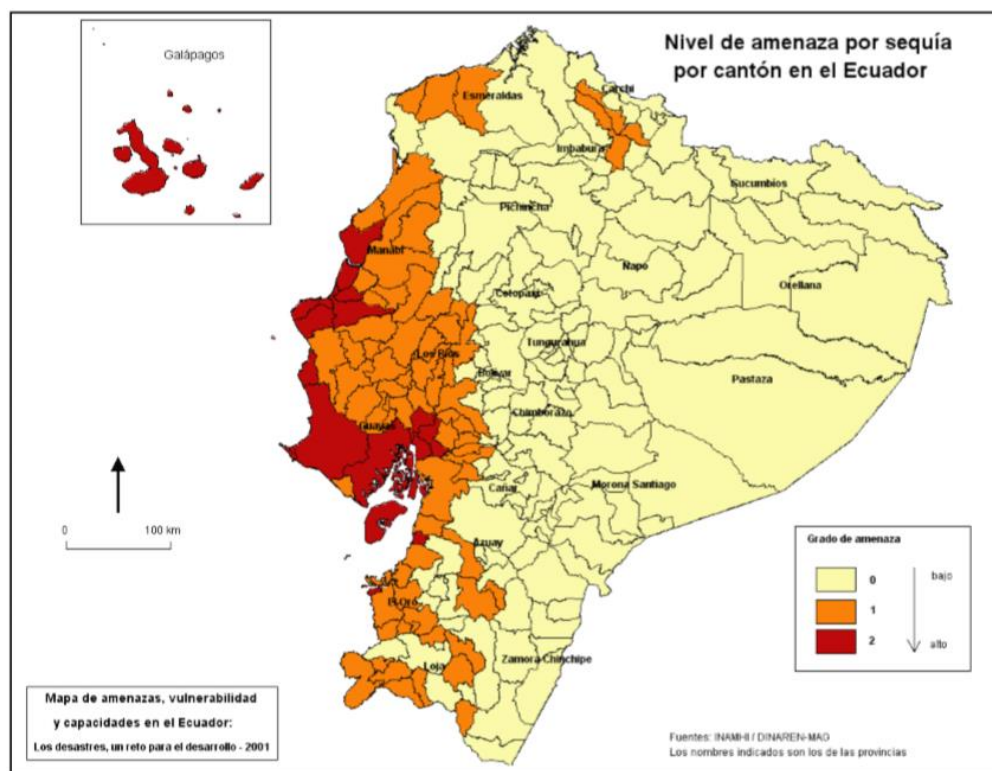 Galápagos
Nivel de amenaza por sequía
por cantón en el Ecuador
Esmeraldas
Carchi
Imbabura
Sucumbios
Pichincha
Manabí
Napo
Orellana
Cotopaxi
Los Ríos
Tungurahua
Bolívar
Pastaza
Chimborazo
Guayas
Cañar
Morona Santiago
Azuay
El Oro
Loja
Zamora Chinchipe
0 100 km
Grado de amenaza
0 bajo
1
2 alto
Mapa de amenazas, vulnerabilidad
y capacidades en el Ecuador:
Los desastres, un reto para el desarrollo - 2001
Fuentes: INAMHI / DINAREN-MAG
Los nombres indicados son los de las provincias